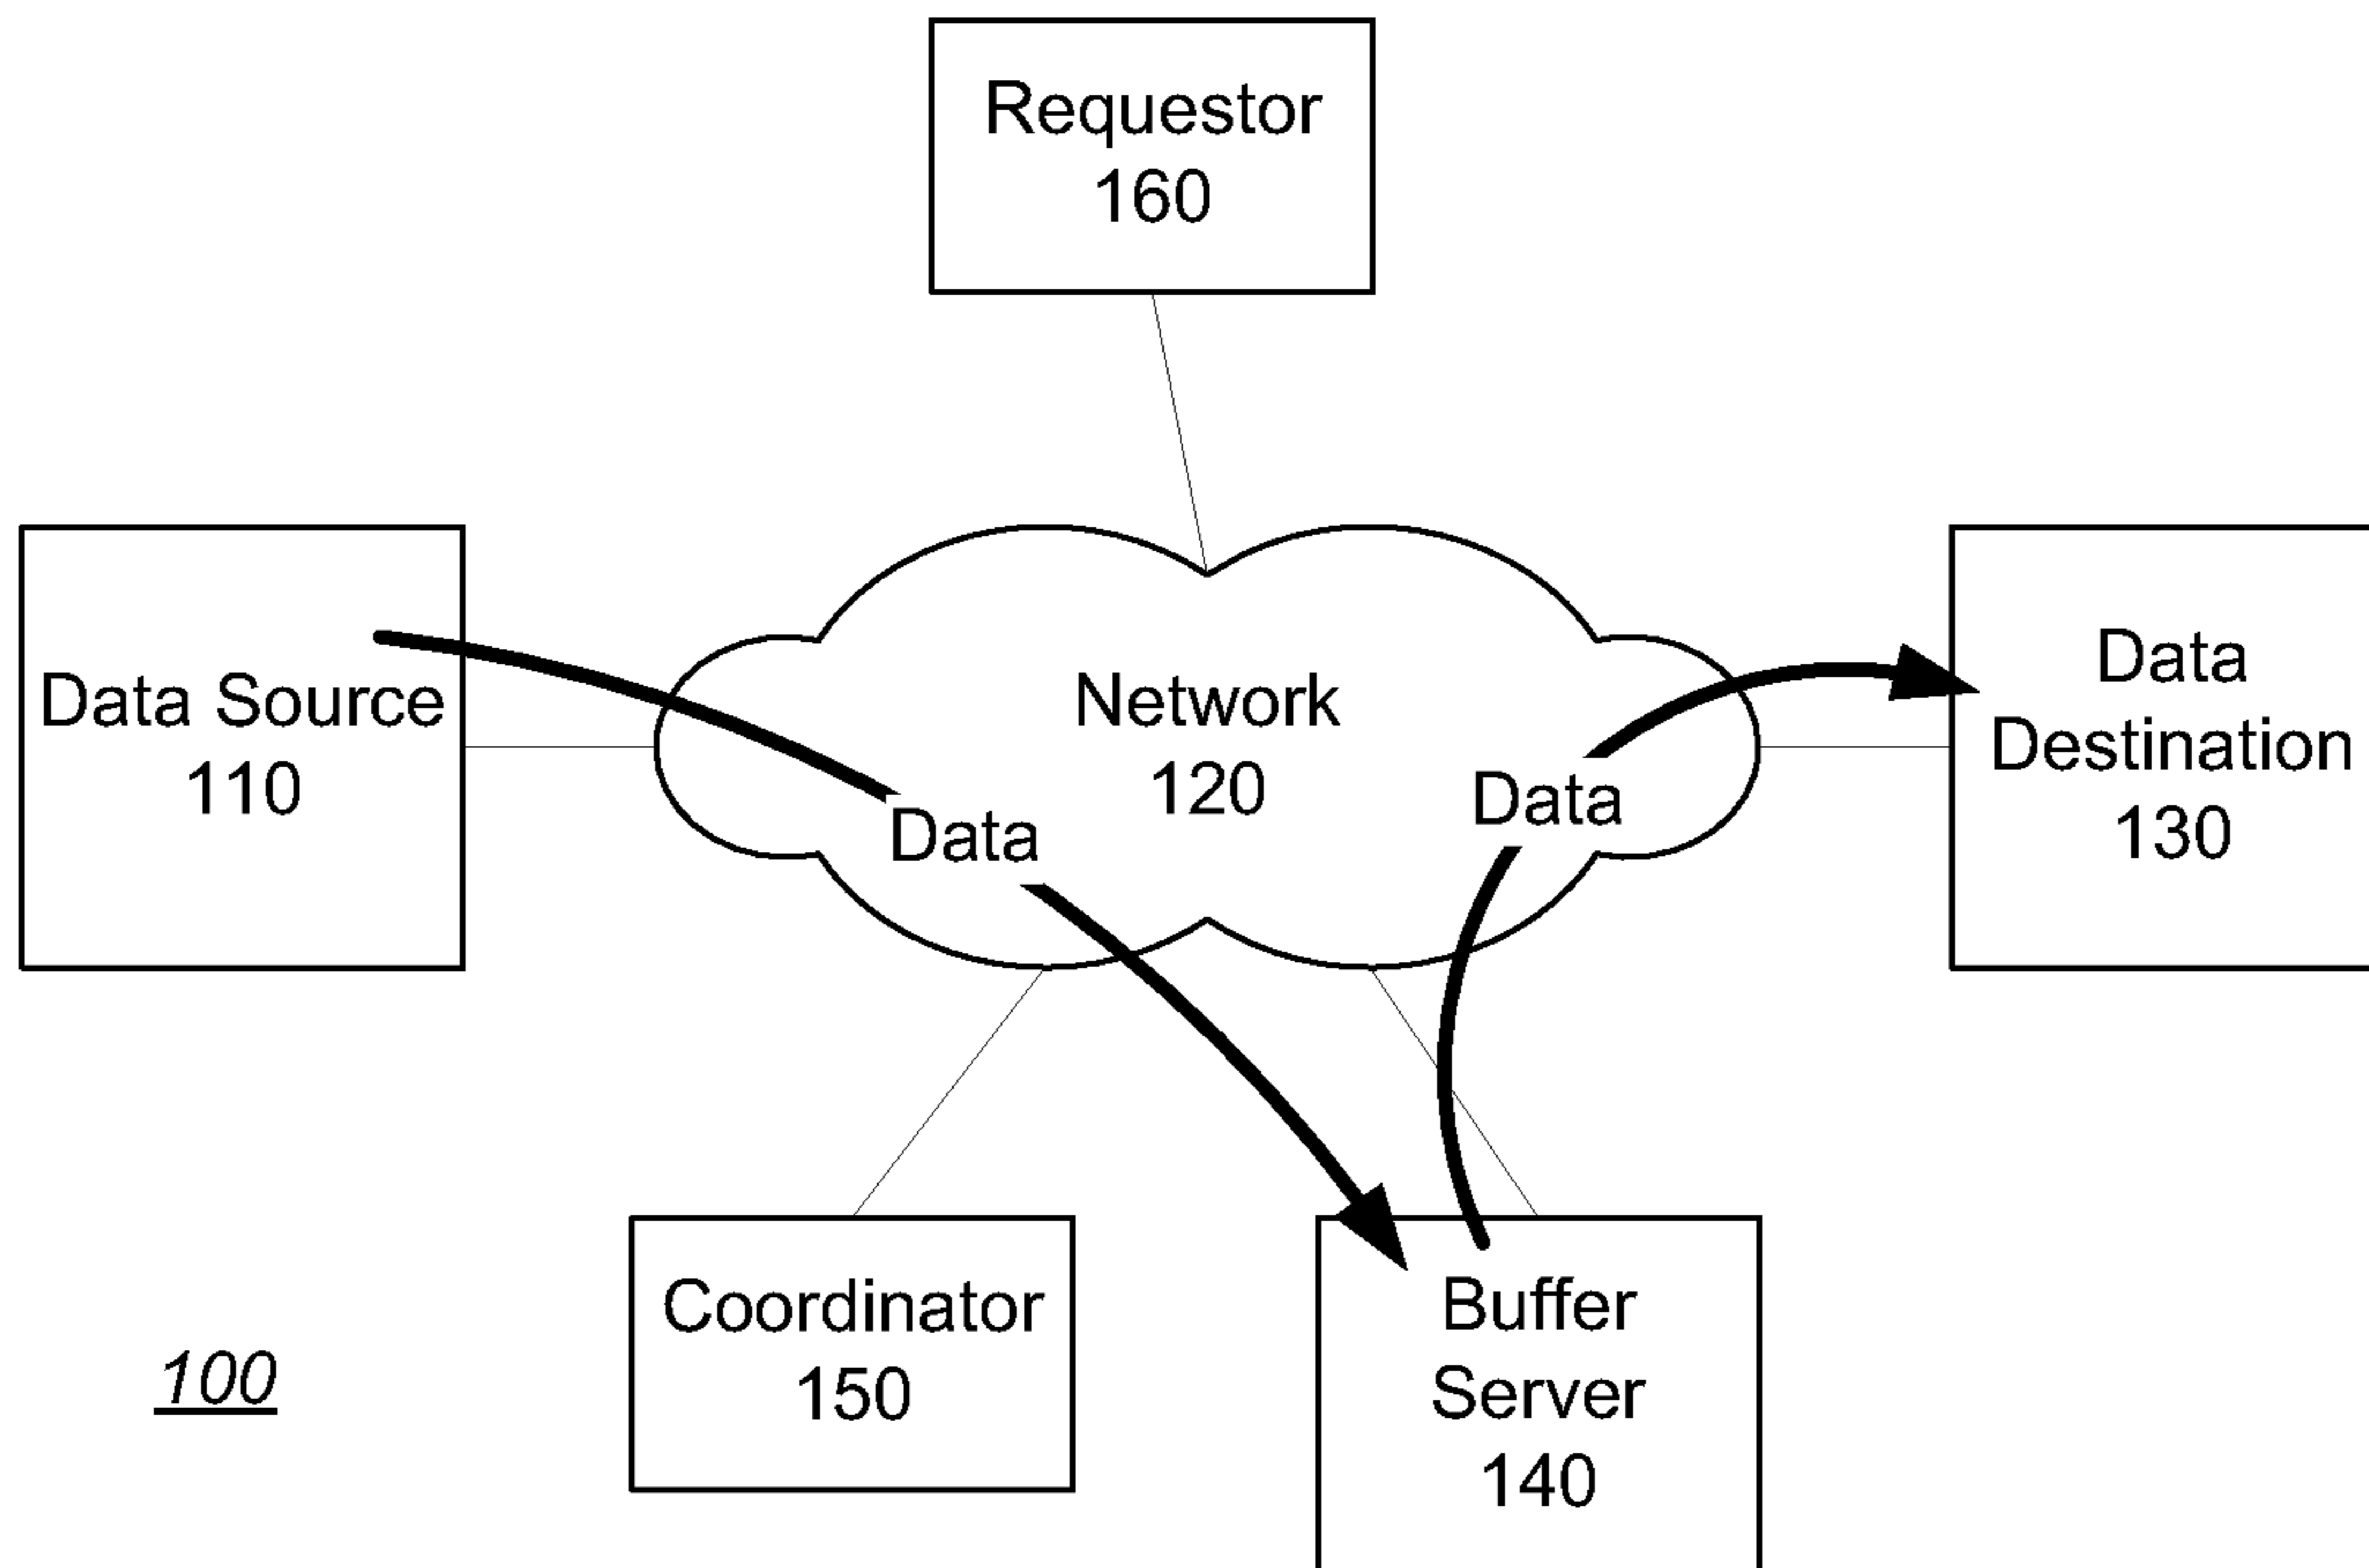 Requestor
160
Data Source
110
Network
120
Data
Data
Data
Destination
130
Coordinator
150
Buffer
Server
140
100